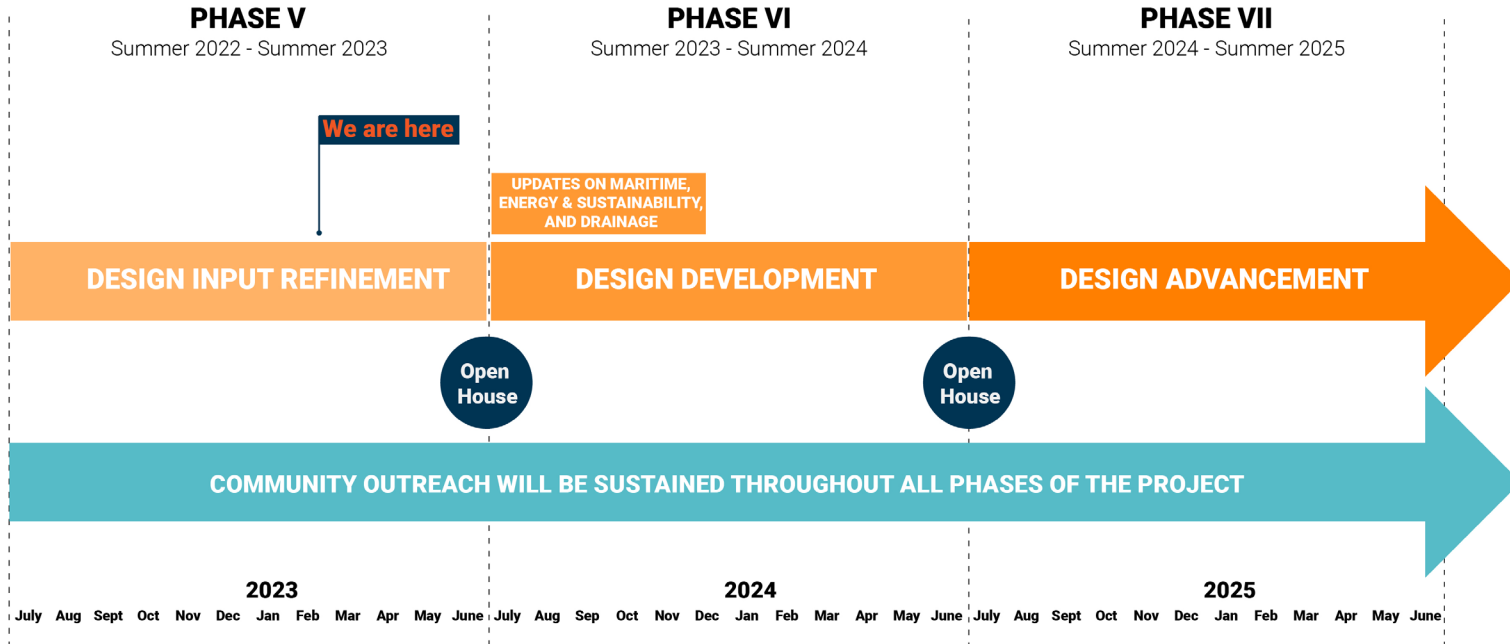 PHASE V
Summer 2022 - Summer 2023
PHASE VI
Summer 2023 - Summer 2024
PHASE VII
Summer 2024 - Summer 2025
We are here
UPDATES ON MARITIME,
ENERGY & SUSTAINABILITY,
AND DRAINAGE
DESIGN INPUT REFINEMENT
DESIGN DEVELOPMENT
DESIGN ADVANCEMENT
Open
House
Open
House
COMMUNITY OUTREACH WILL BE SUSTAINED THROUGHOUT ALL PHASES OF THE PROJECT
2023
2024
2025
July Aug Sept Oct Nov Dec Jan Feb Mar Apr May June July Aug Sep Oct Nov Dec Jan Feb Mar Apr May June July Aug Sept Oct Nov Dec Jan Feb Mar Apr May June